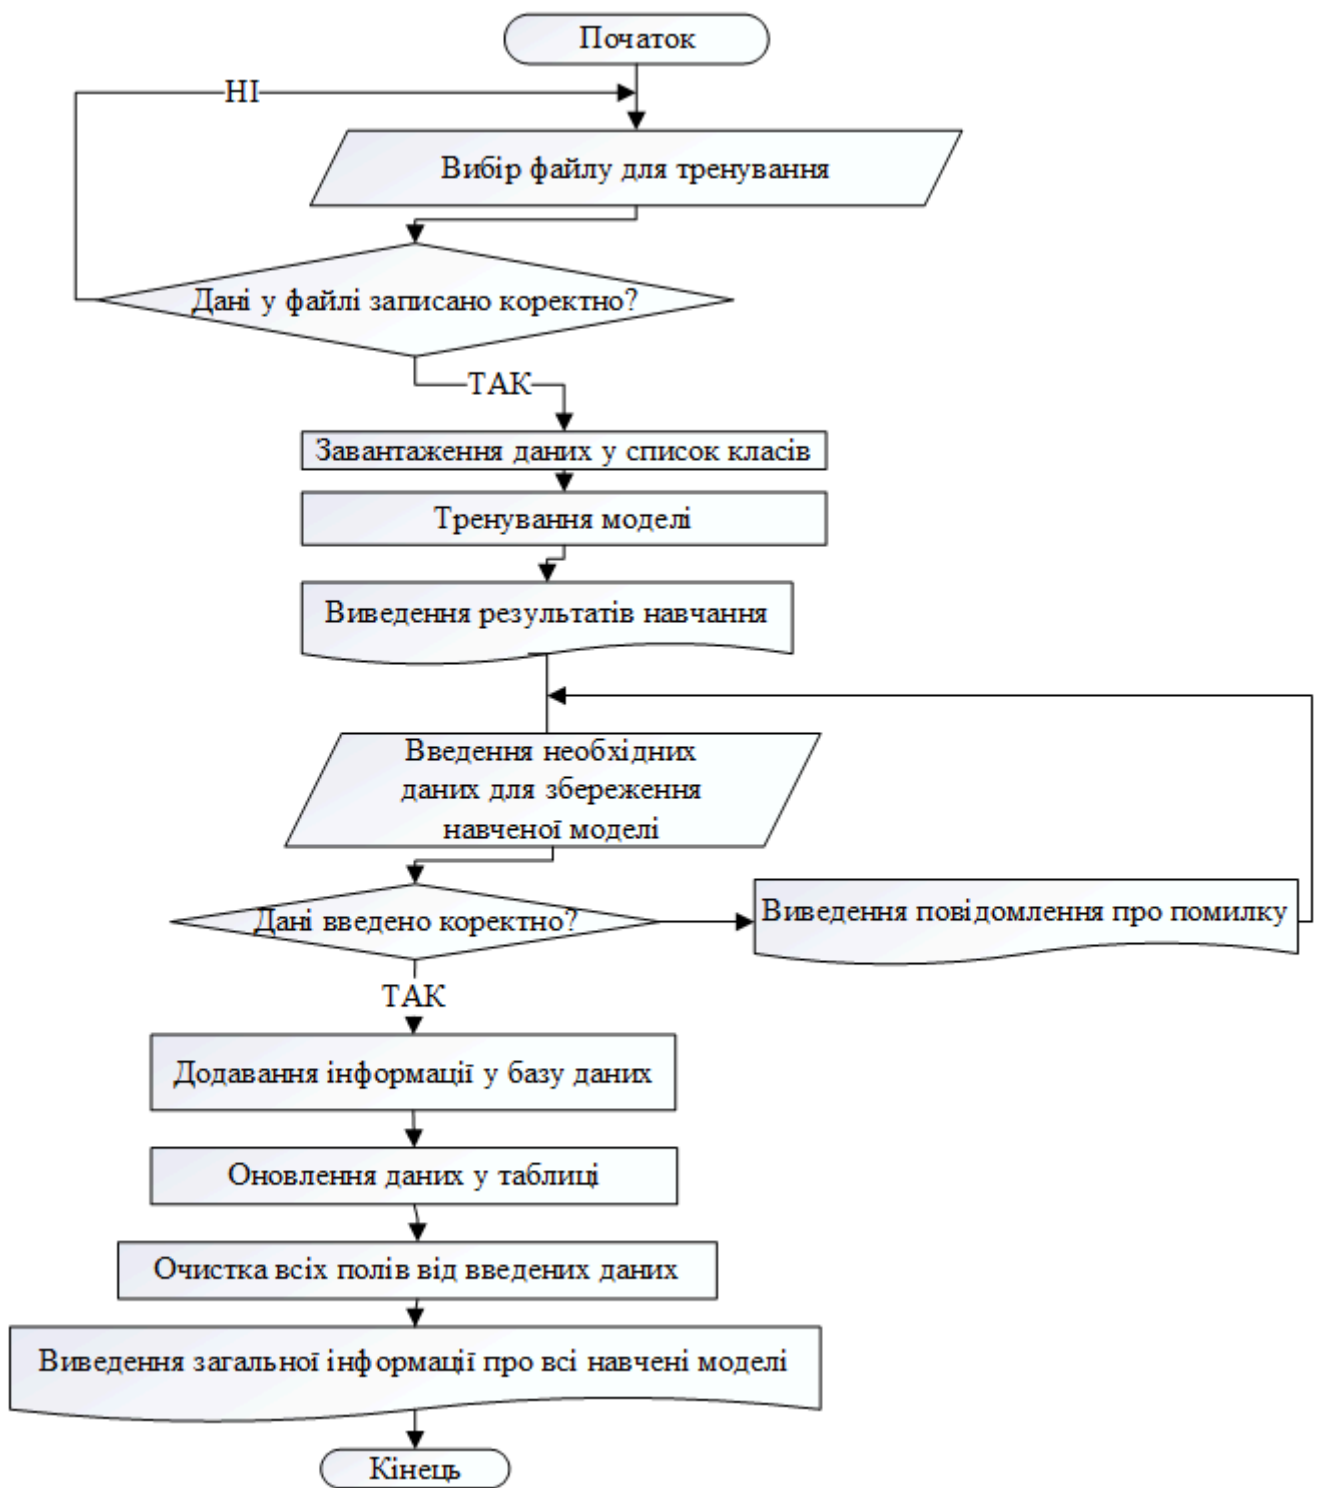 Початок
НІ
Вибір файлу для тренування
Дані у файлі записано коректно?
ТАК
Завантаження даних у список класів
Тренування моделі
Виведення результатів навчання
Введення необхідних
даних для збереження
навченої моделі
Дані введено коректно?
Виведення повідомлення про помилку
ТАК
Додавання інформації у базу даних
Оновлення даних у таблиці
Очистка всіх полів від введених даних
Виведення загальної інформації про всі навчені моделі
Кінець